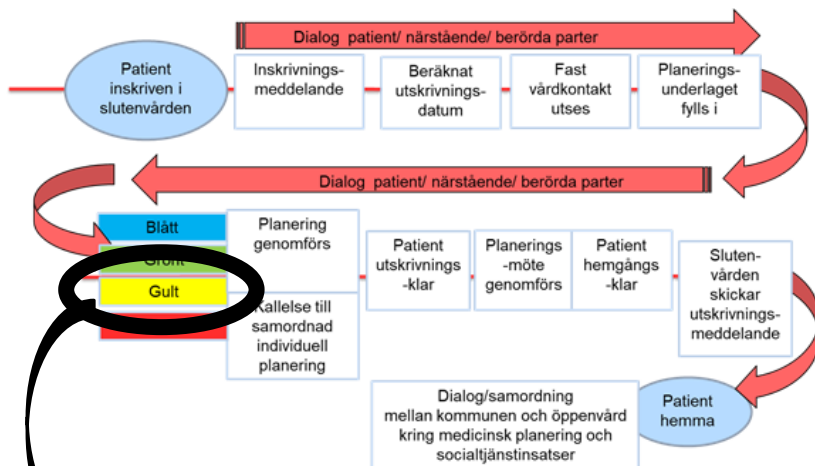 Dialog patient/ närstående/ berörda parter
Patient
inskriven i
slutenvården
Inskrivnings-
meddelande
Beräknat
utskrivnings-
datum
Fast
vårdkontakt
utses
Planerings-
underlaget
fylls i
Dialog patient/ närstående/ berörda parter
Blått
Grönt
Gult
Planering
genomförs
Kallelse till
samordnad
individuell
planering
Patient
utskrivnings
-klar
Planerings
-möte
genomförs
Patient
hemgångs
-klar
Sluten-
vården
skickar
utskrivnings-
meddelande
Dialog/samordning
mellan kommunen och öppenvård
kring medicinsk planering och
socialtjänstinsatser
Patient
hemma